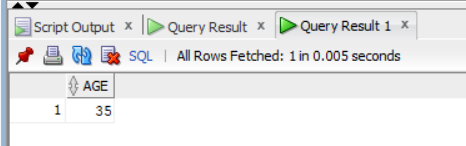 Script Output x Query Result x Query Result 1 x
SQL | All Rows Fetched: 1 in 0.005 seconds
AGE
1 35